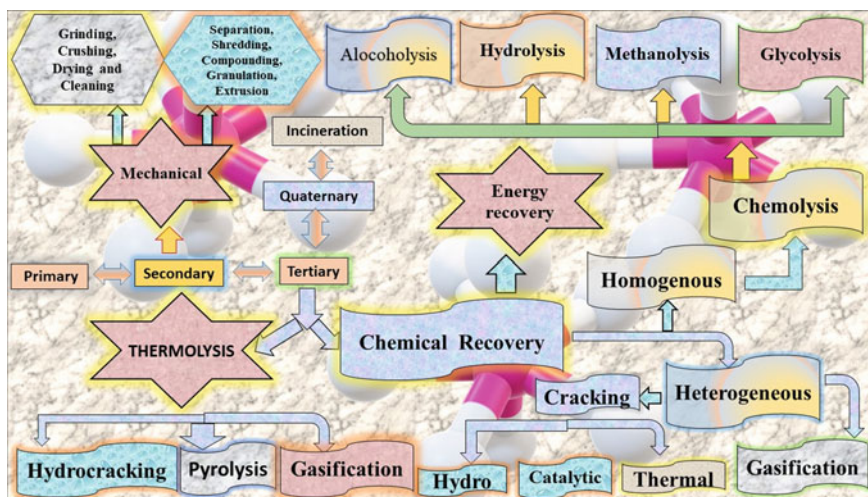 Grinding,
Crushing,
Drying and
Cleaning
Separation,
Shredding,
Compounding,
Granulation,
Extrusion
Alocoholysis
Hydrolysis
Methanolysis
Glycolysis
Incineration
Mechanical
Quaternary
Energy
recovery
Chemolysis
Primary
Secondary
Tertiary
Homogenous
THERMOLYSIS
Chemical Recovery
Cracking
Heterogeneous
Hydrocracking
Pyrolysis
Gasification
Hydro
Catalytic
Thermal
Gasification